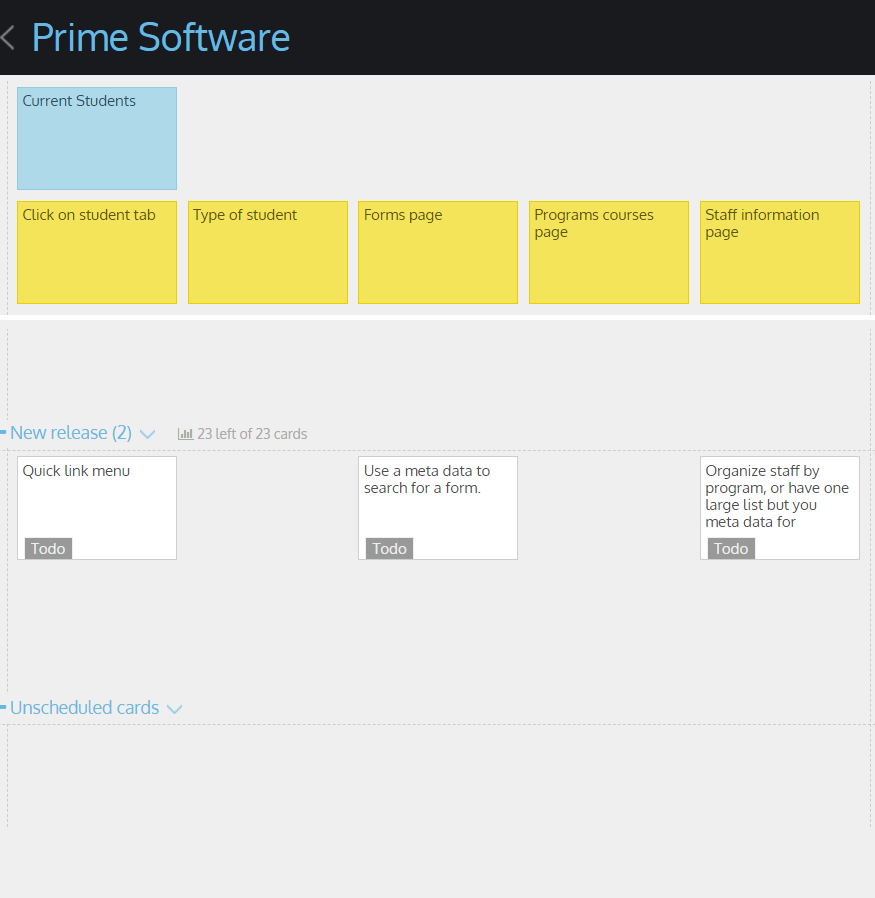 Prime Software
Current Students
Click on student tab
Type of student
Forms page
Programs courses
page
Staff information
page
New release (2)
23 left of 23 cards
Quick link menu
Todo
Use a meta data to
search for a form.
Todo
Organize staff by
program, or have one
large list but you
meta data for
Todo
Unscheduled cards